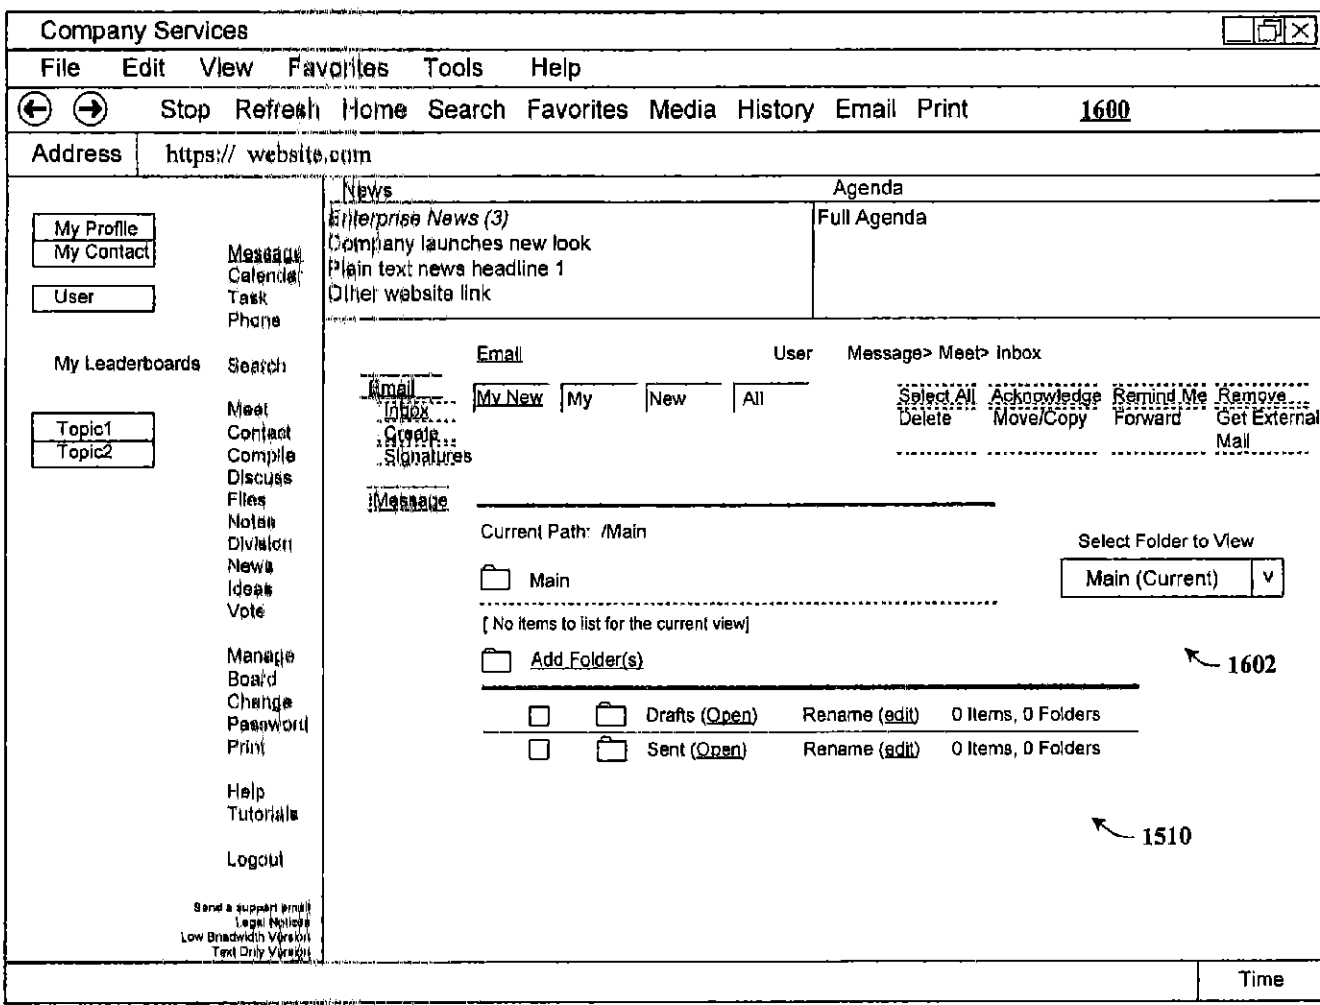 Company Services
File Edit View Favorites Tools Help
Stop Refresh Home Search Favorites Media History Email Print 1600
Address https:// website.com
News Agenda
Enterprise News (3) Full Agenda
Company launches new look
Plain text news headline 1
Other website link
My Profile
My Contact
User
My Leaderboards
Topic1
Topic2
Message
Calendar
Task
Phone
Search
Meet
Contact
Compile
Discuss
Files
Notes
Division
News
Ideas
Vote
Manage
Board
Change
Password
Print
Help
Tutorials
Logout
Send a support email
Legal Notices
Low Bnadwidth Version
Text Only Version
Email User Message> Meet> Inbox
Email
Inbox
Create
Signatures
Message
My New My New All
Select All Acknowledge Remind Me Remove
Delete Move/Copy Forward Get External
Mail
Current Path: /Main
Select Folder to View
Main Main (Current) v
[ No items to list for the current view]
Add Folder(s)
1602
Drafts (Open) Rename (edit) 0 Items, 0 Folders
Sent (Open) Rename (edit) 0 Items, 0 Folders
1510
Time